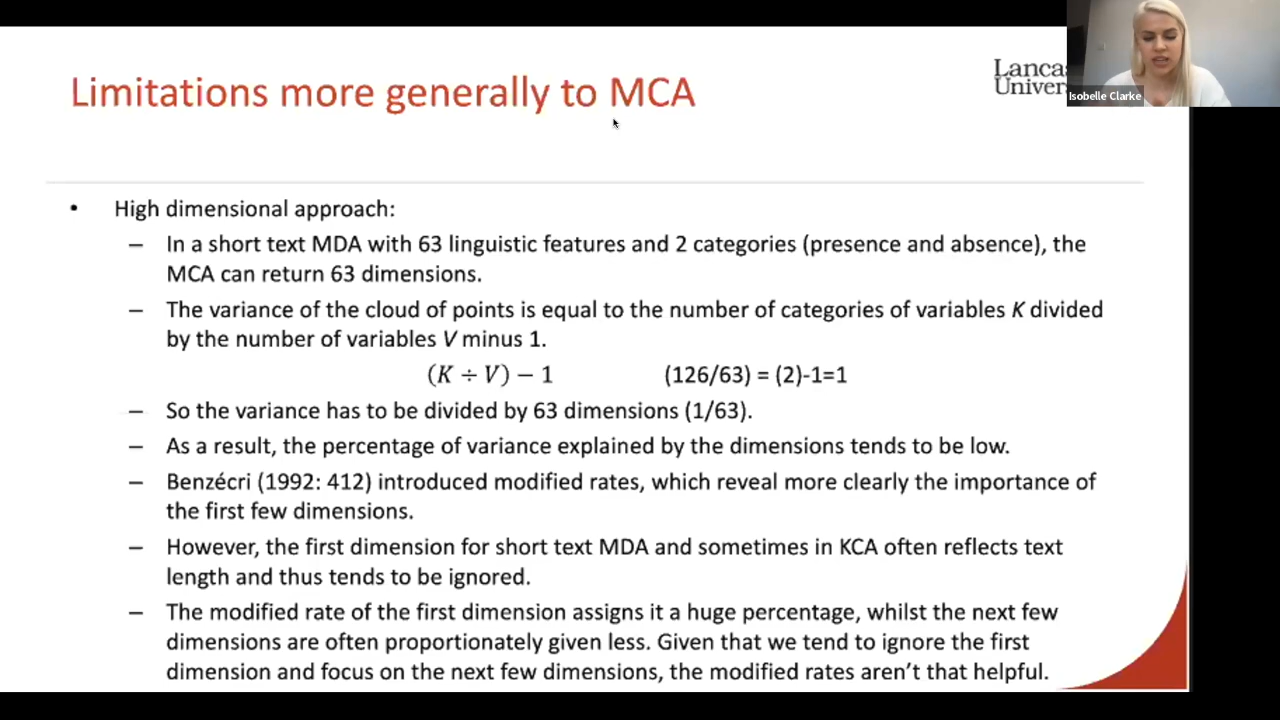 Limitations more generally to MCA
Lancas
Univers
Isobelle Clarke
• High dimensional approach:
– In a short text MDA with 63 linguistic features and 2 categories (presence and absence), the
MCA can return 63 dimensions.
– The variance of the cloud of points is equal to the number of categories of variables K divided
by the number of variables V minus 1.
(K ÷ V) − 1 (126/63) = (2)-1=1
– So the variance has to be divided by 63 dimensions (1/63).
– As a result, the percentage of variance explained by the dimensions tends to be low.
– Benzécri (1992: 412) introduced modified rates, which reveal more clearly the importance of
the first few dimensions.
– However, the first dimension for short text MDA and sometimes in KCA often reflects text
length and thus tends to be ignored.
– The modified rate of the first dimension assigns it a huge percentage, whilst the next few
dimensions are often proportionately given less. Given that we tend to ignore the first
dimension and focus on the next few dimensions, the modified rates aren't that helpful.